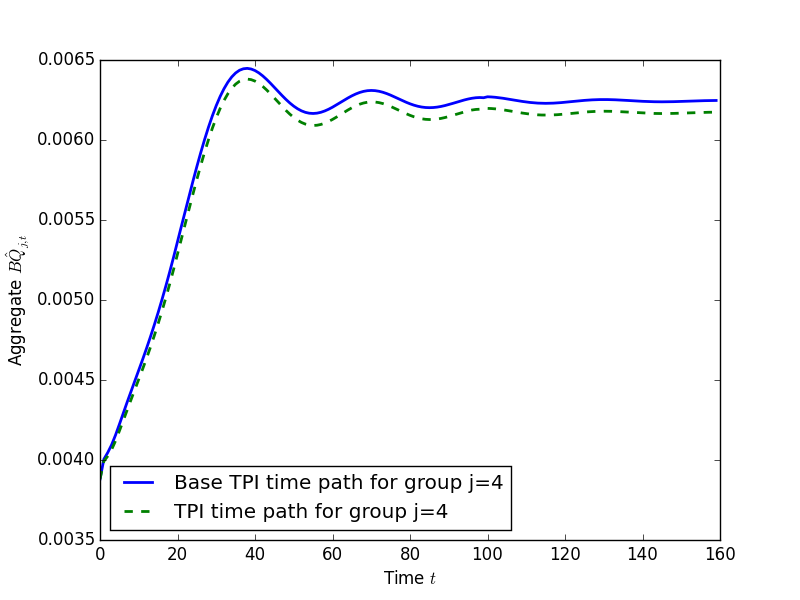 0.0065
0.0060
0.0055
0.0050
0.0045
0.0040
0.0035
Aggregate $\hat{BQ}_{j,t}$
Base TPI time path for group j=4
TPI time path for group j=4
0 20 40 60 80 100 120 140 160
Time t